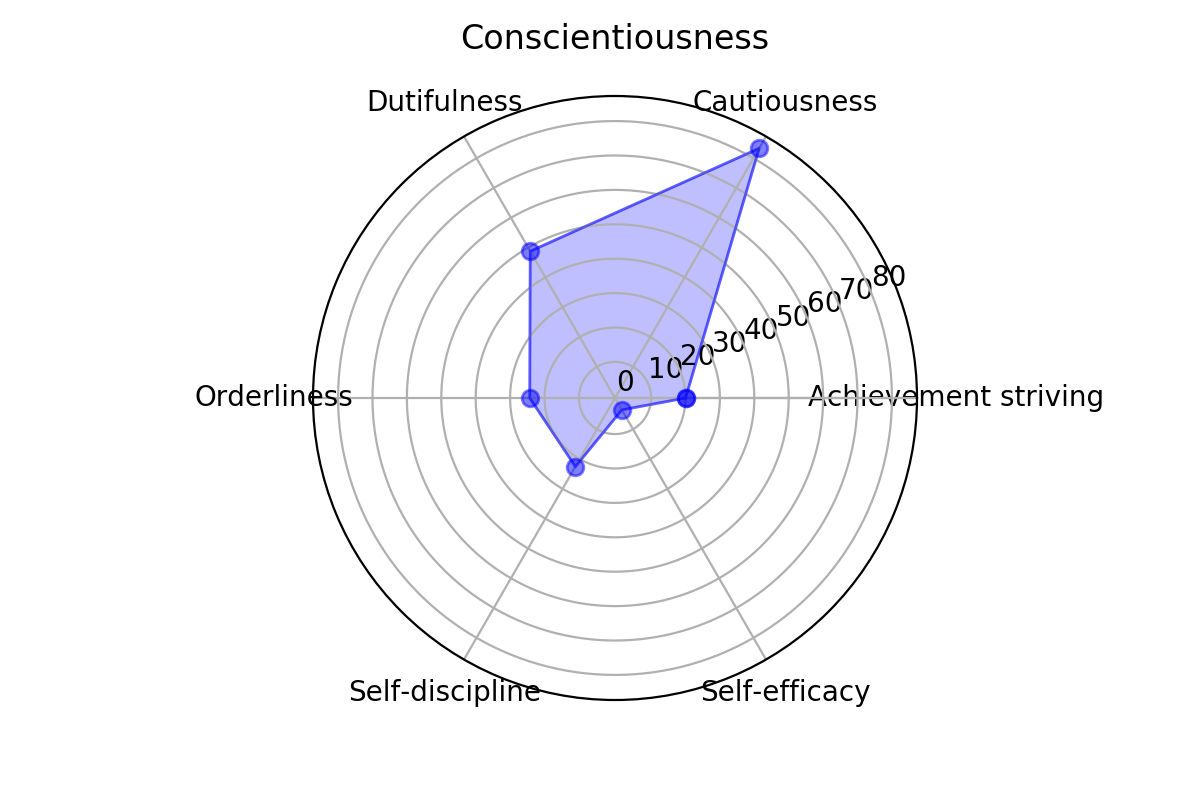 Conscientiousness
Dutifulness
Cautiousness
80
70
60
50
40
30
20
10
0
Orderliness
Achievement striving
Self-discipline
Self-efficacy